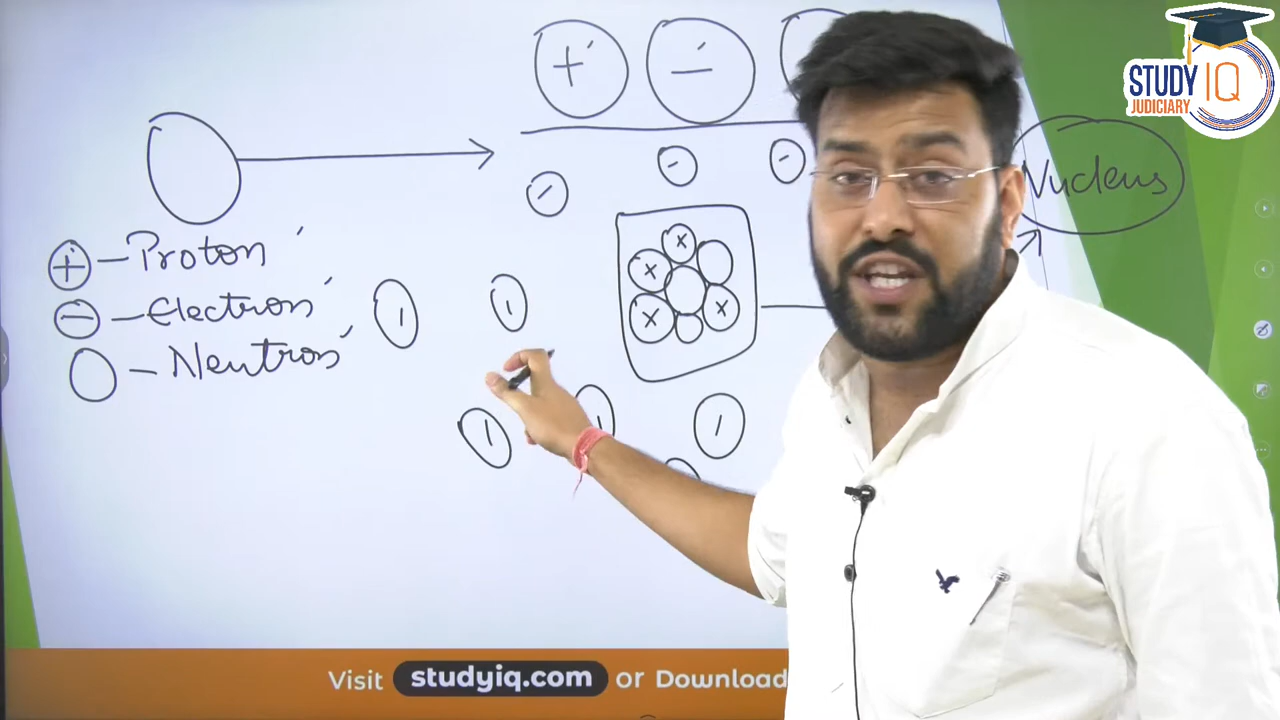 STUDY IQ
JUDICIARY
+ −
− − −
Nucleus
+ – Proton
− – Electron
– Neutron
x
x
x x
Visit studyiq.com or Download